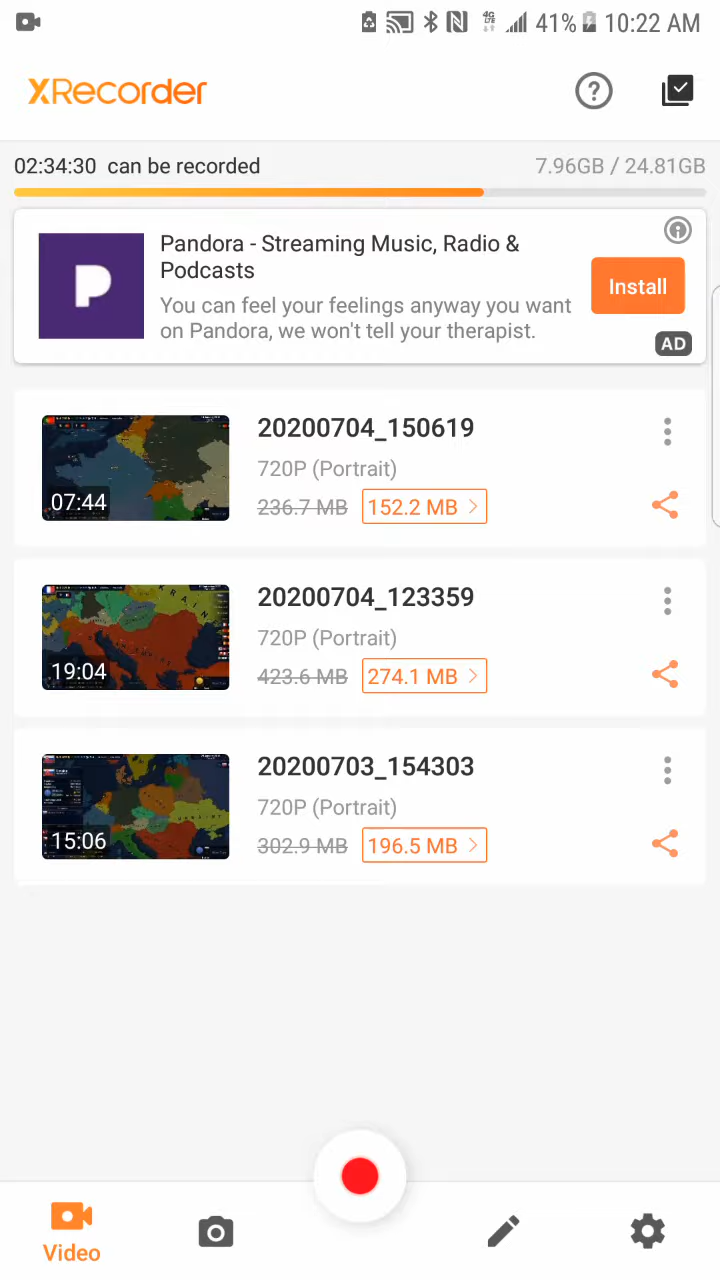 4G LTE 41% 10:22 AM
XRecorder
02:34:30 can be recorded 7.96GB / 24.81GB
Pandora - Streaming Music, Radio &
Podcasts
You can feel your feelings anyway you want
on Pandora, we won't tell your therapist.
Install
AD
20200704_150619
720P (Portrait)
07:44
236.7 MB 152.2 MB >
20200704_123359
720P (Portrait)
19:04
423.6 MB 274.1 MB >
20200703_154303
720P (Portrait)
15:06
302.9 MB 196.5 MB >
Video